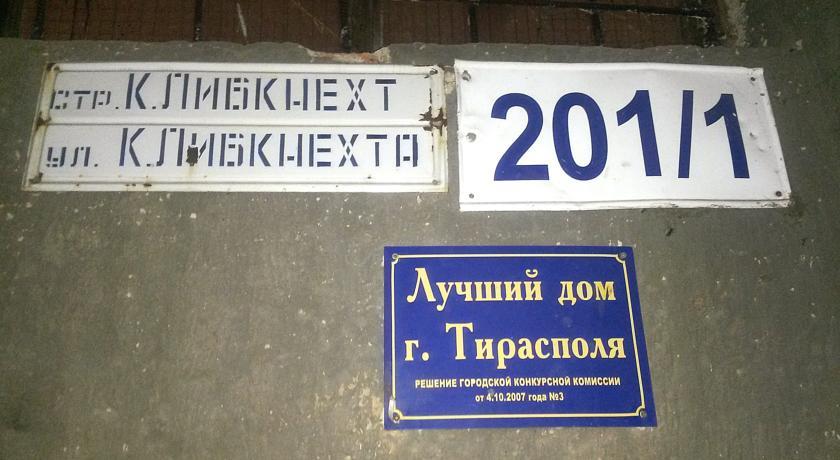 стр. К.ЛИБКНЕХТ
ул. К.ЛИБКНЕХТА
201/1
Лучший дом
г. Тирасполя
РЕШЕНИЕ ГОРОДСКОЙ КОНКУРСНОЙ КОМИССИИ
от 4.10.2007 года №3